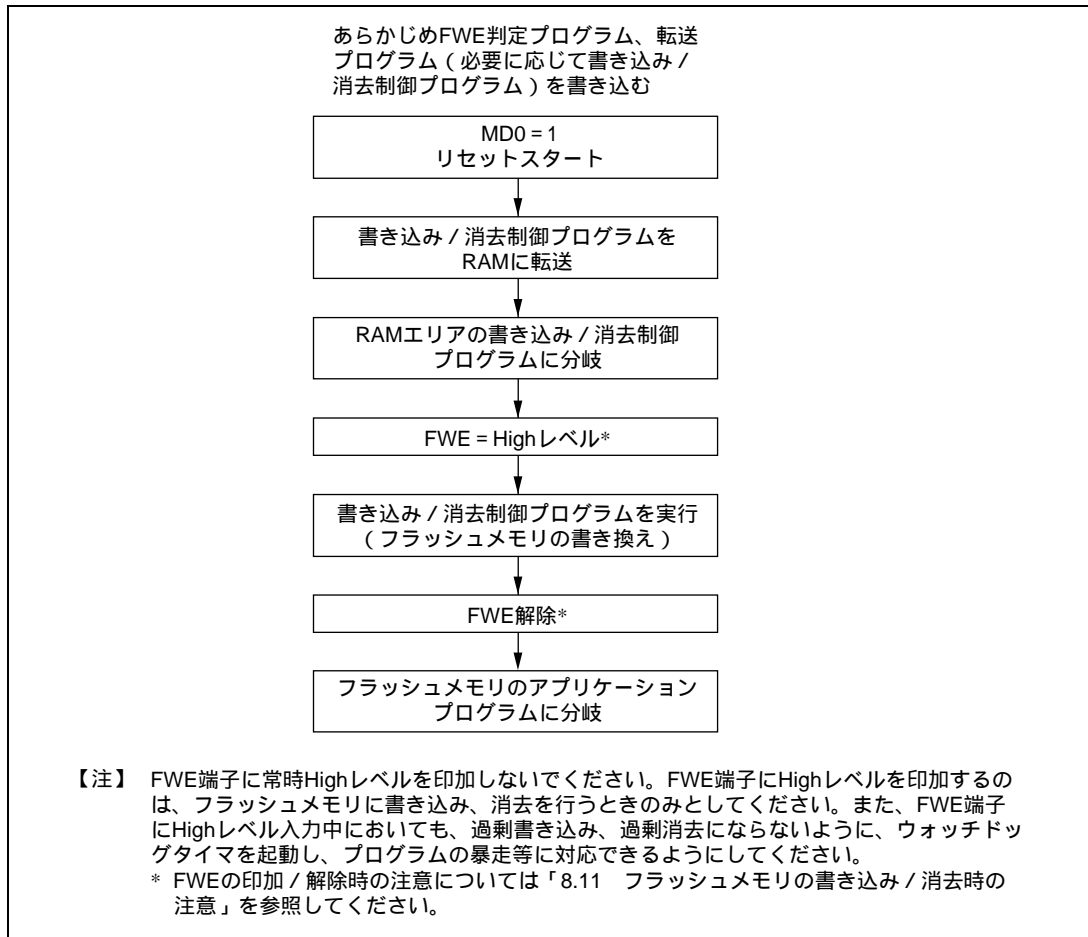 あらかじめFWE判定プログラム、転送
プログラム(必要に応じて書き込み/
消去制御プログラム)を書き込む
MD0 = 1
リセットスタート
書き込み/消去制御プログラムを
RAMに転送
RAMエリアの書き込み/消去制御
プログラムに分岐
FWE = Highレベル*
書き込み/消去制御プログラムを実行
(フラッシュメモリの書き換え)
FWE解除*
フラッシュメモリのアプリケーション
プログラムに分岐
【注】 FWE端子に常時Highレベルを印加しないでください。FWE端子にHighレベルを印加するの
は、フラッシュメモリに書き込み、消去を行うときのみとしてください。また、FWE端子
にHighレベル入力中においても、過剰書き込み、過剰消去にならないように、ウォッチドッ
グタイマを起動し、プログラムの暴走等に対応できるようにしてください。
* FWEの印加/解除時の注意については「8.11 フラッシュメモリの書き込み/消去時の
注意」を参照してください。